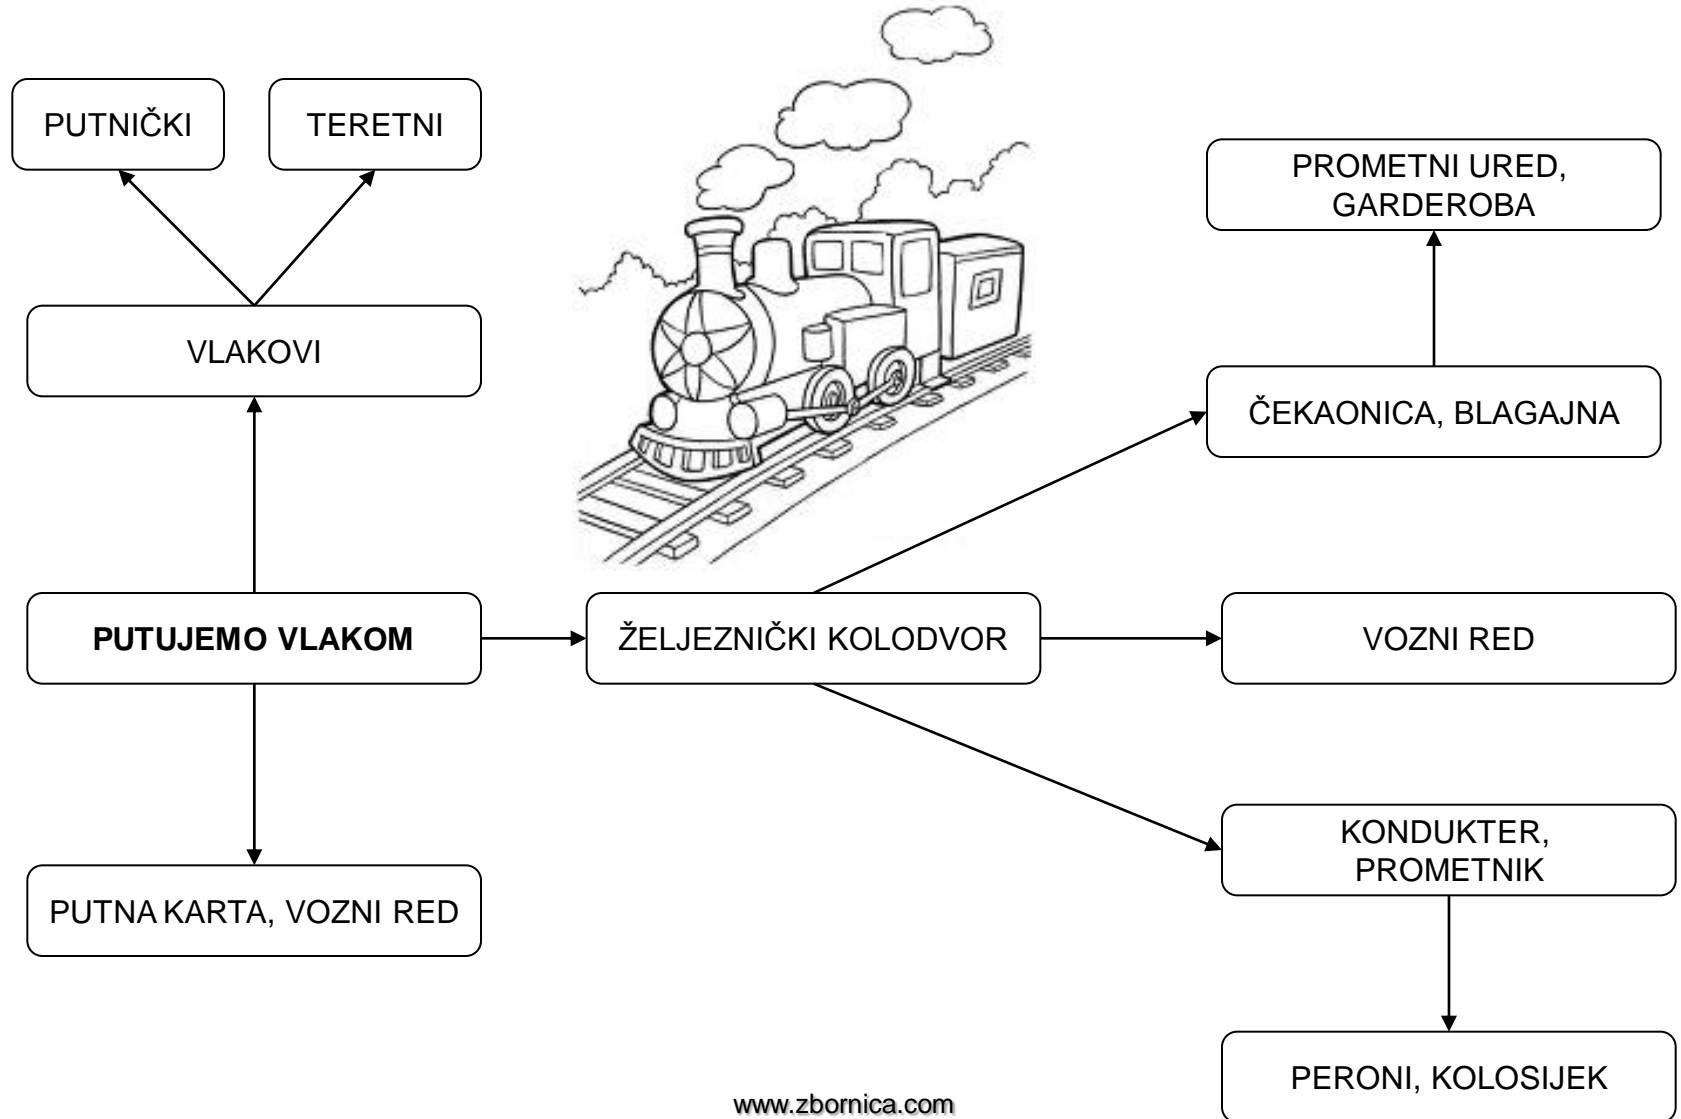 PUTNIČKI
TERETNI
PROMETNI URED,
GARDEROBA
VLAKOVI
ČEKAONICA, BLAGAJNA
PUTUJEMO VLAKOM
ŽELJEZNIČKI KOLODVOR
VOZNI RED
KONDUKTER,
PROMETNIK
PUTNA KARTA, VOZNI RED
PERONI, KOLOSIJEK
www.zbornica.com